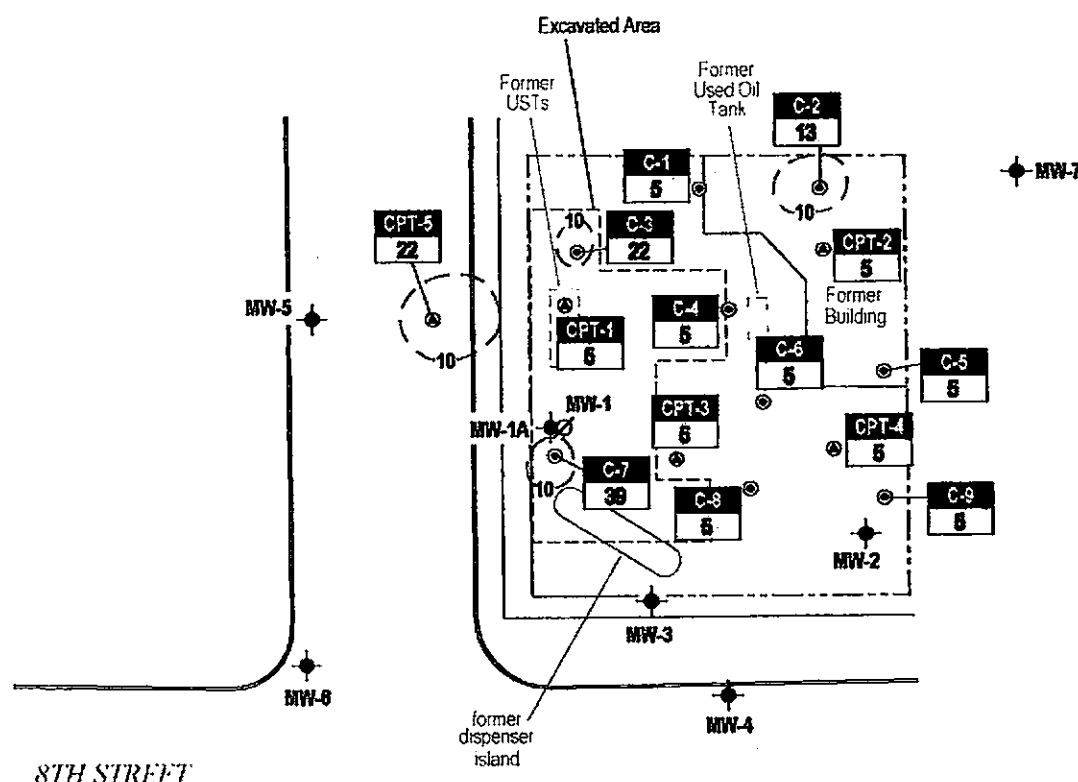 Excavated Area
Former
USTs
Former
Used Oil
Tank
C-2
13
C-1
5
MW-7
10
CPT-5
22
10
C-3
22
CPT-2
5
MW-5
C-4
5
Former
Building
CPT-1
5
C-6
5
10
C-5
5
MW-1
MW-1A
CPT-3
5
CPT-4
5
C-7
39
10
C-8
5
C-9
5
MW-2
MW-3
MW-6
MW-4
former
dispenser
island
8TH STREET